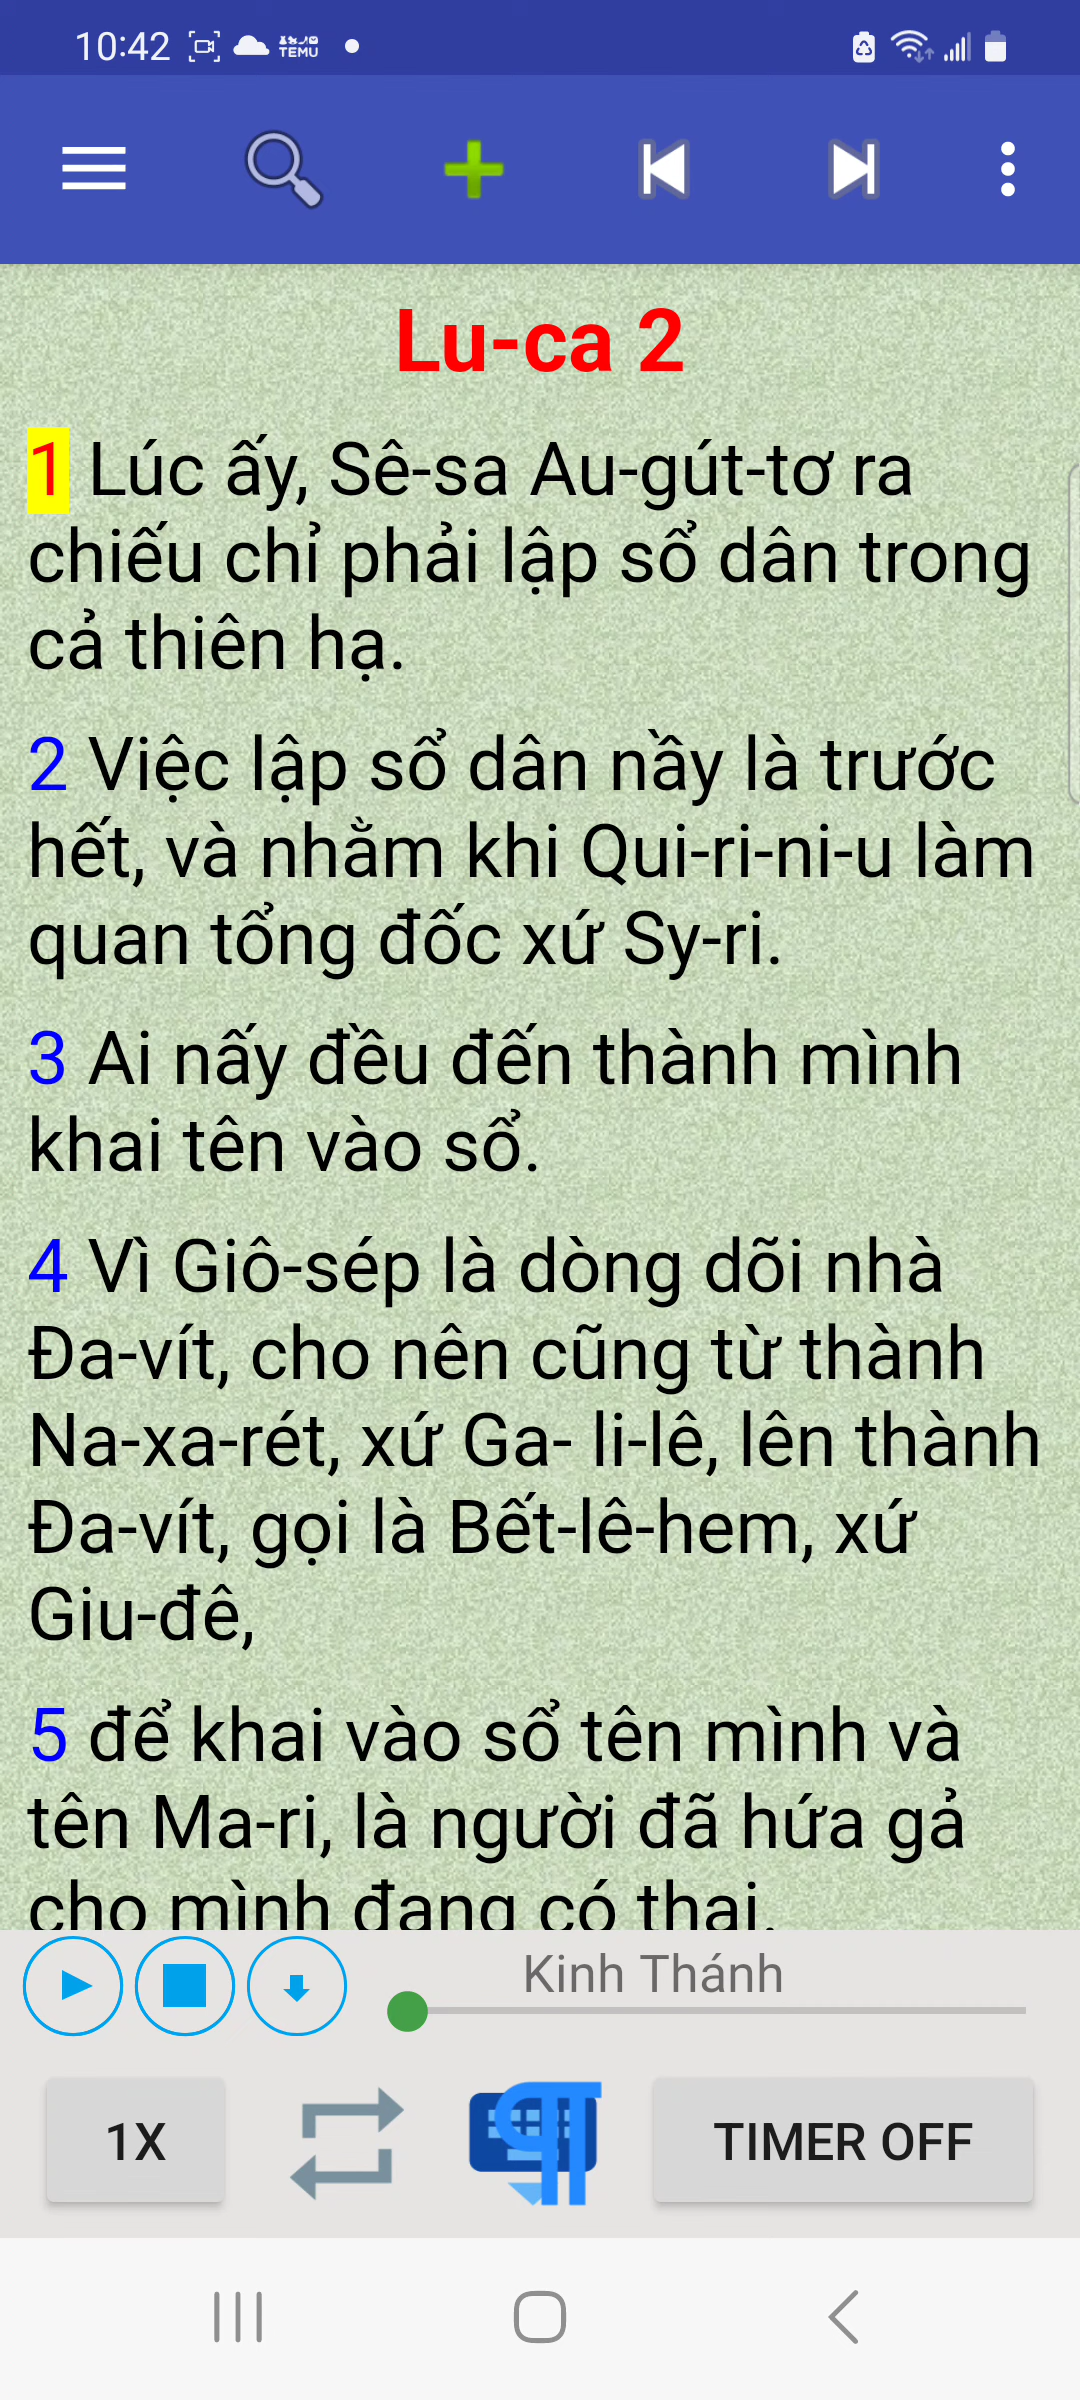 10:42
TEMU
Lu-ca 2
1 Lúc ấy, Sê-sa Au-gút-tơ ra
chiếu chỉ phải lập sổ dân trong
cả thiên hạ.
2 Việc lập sổ dân nầy là trước
hết, và nhằm khi Qui-ri-ni-u làm
quan tổng đốc xứ Sy-ri.
3 Ai nấy đều đến thành mình
khai tên vào sổ.
4 Vì Giô-sép là dòng dõi nhà
Đa-vít, cho nên cũng từ thành
Na-xa-rét, xứ Ga- li-lê, lên thành
Đa-vít, gọi là Bết-lê-hem, xứ
Giu-đê,
5 để khai vào sổ tên mình và
tên Ma-ri, là người đã hứa gả
cho mình đang có thai.
Kinh Thánh
1X
¶
TIMER OFF